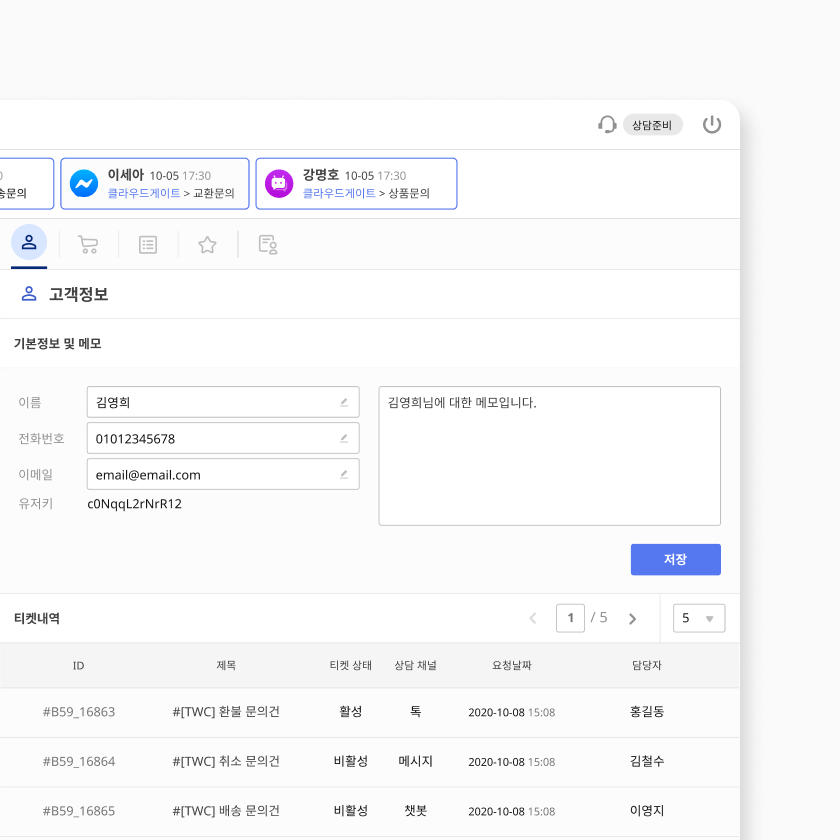 상담준비
이세아 10-05 17:30
클라우드게이트 > 교환문의
강명호 10-05 17:30
클라우드게이트 > 상품문의
고객정보
기본정보 및 메모
이름 김영희
전화번호 01012345678
이메일 email@email.com
유저키 c0NqqL2rNrR12
김영희님에 대한 메모입니다.
저장
티켓내역
1 / 5
5
ID 제목 티켓 상태 상담 채널 요청날짜 담당자
#B59_16863 #[TWC] 환불 문의건 활성 톡 2020-10-08 15:08 홍길동
#B59_16864 #[TWC] 취소 문의건 비활성 메시지 2020-10-08 15:08 김철수
#B59_16865 #[TWC] 배송 문의건 비활성 챗봇 2020-10-08 15:08 이영지